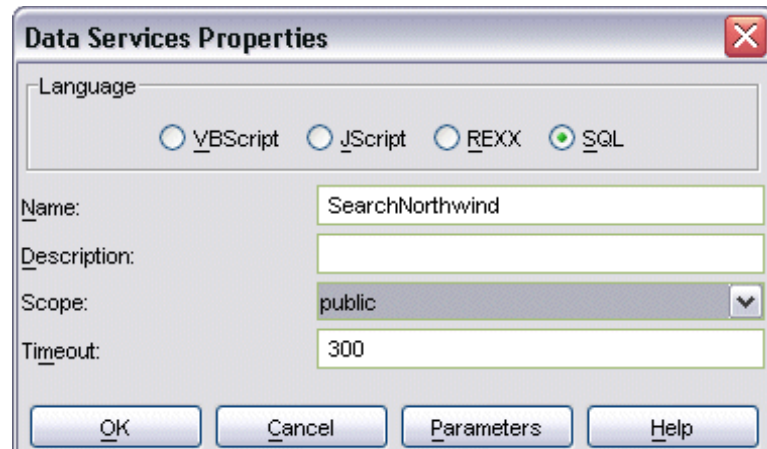 Data Services Properties
Language
VBScript JScript REXX SQL
Name: SearchNorthwind
Description:
Scope: public
Timeout: 300
OK Cancel Parameters Help